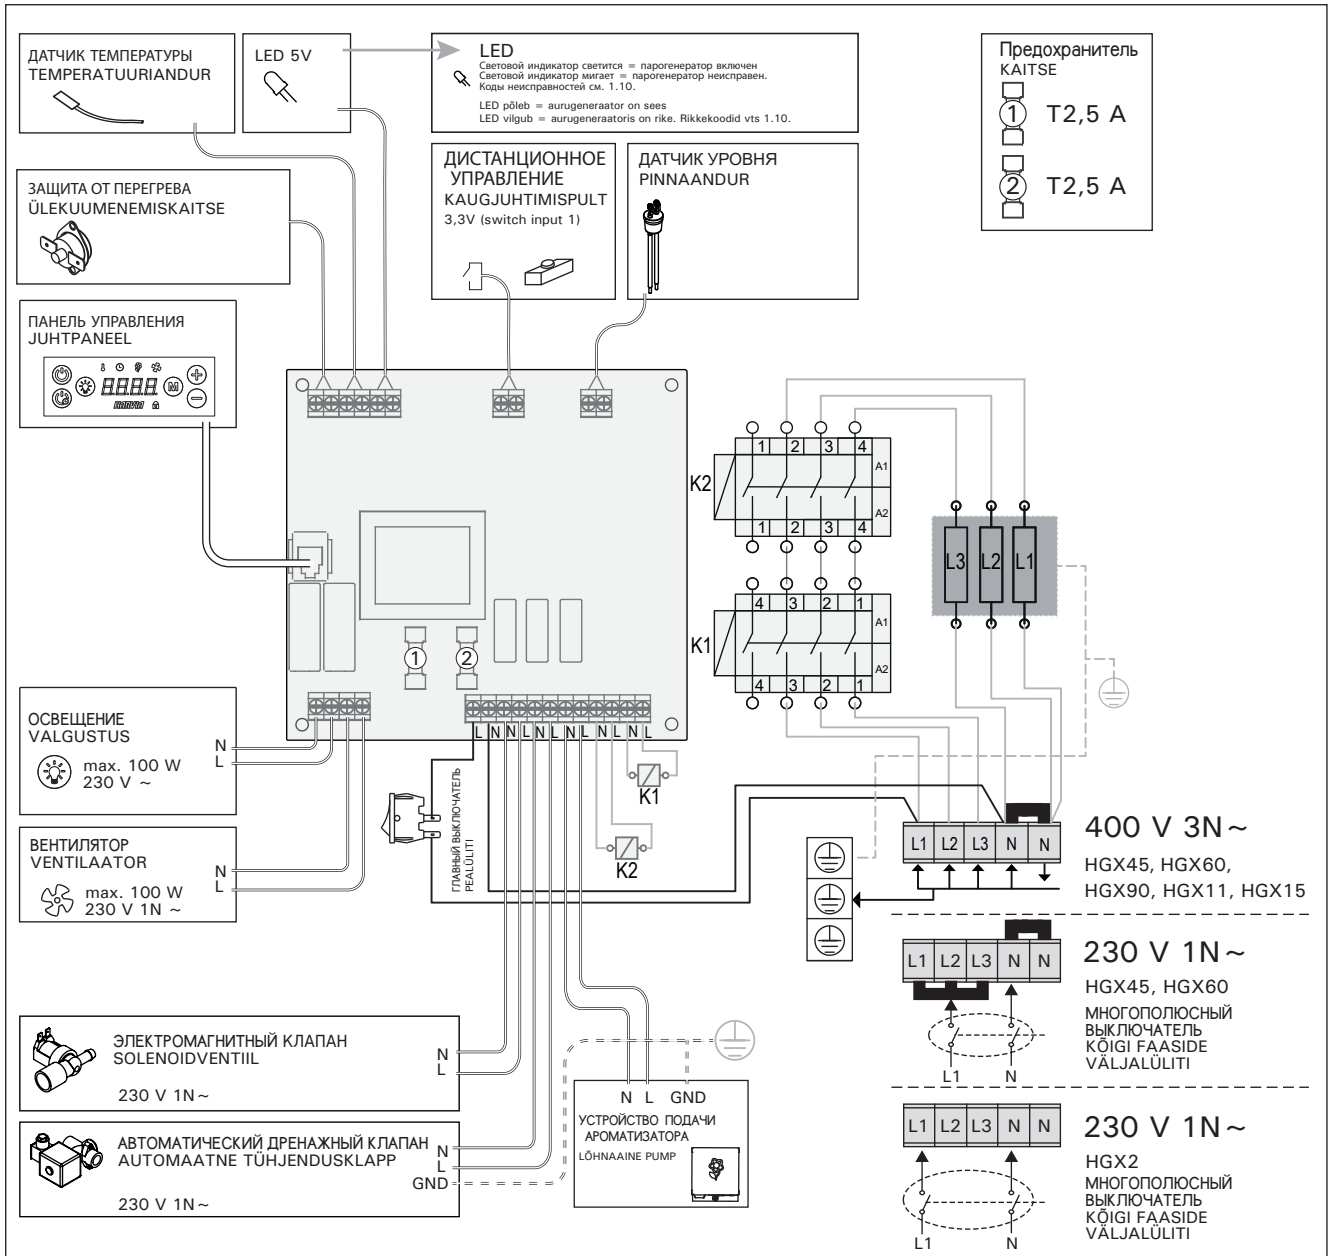 ДАТЧИК ТЕМПЕРАТУРЫ
TEMPERATUURIANDUR
LED 5V
LED
Световой индикатор светится = парогенератор включен
Световой индикатор мигает = парогенератор неисправен.
Коды неисправностей см. 1.10.
LED põleb = aurugeneraator on sees
LED vilgub = aurugeneraatoris on rike. Rikkekoodid vts 1.10.
Предохранитель
KAITSE
1 T2,5 A
2 T2,5 A
ЗАЩИТА ОТ ПЕРЕГРЕВА
ÜLEKUUMENEMISKAITSE
ДИСТАНЦИОННОЕ
УПРАВЛЕНИЕ
KAUGJUHTIMISPULT
3,3V (switch input 1)
ДАТЧИК УРОВНЯ
PINNAANDUR
ПАНЕЛЬ УПРАВЛЕНИЯ
JUHTPANEEL
8.8.8.8.
M
HARVIA
1 2 3 4
A1
K2
A2
1 2 3 4
L3 L2 L1
4 3 2 1
A1
K1
A2
4 3 2 1
1 2
ОСВЕЩЕНИЕ
VALGUSTUS
max. 100 W
230 V ~
N
L
ВЕНТИЛЯТОР
VENTILAATOR
max. 100 W
230 V 1N ~
N
L
L N N L N L N L N L N L
K1
K2
ГЛАВНЫЙ ВЫКЛЮЧАТЕЛЬ
PEALÜLITI
L1 L2 L3 N N
400 V 3N~
HGX45, HGX60,
HGX90, HGX11, HGX15
L1 L2 L3 N N
230 V 1N~
HGX45, HGX60
МНОГОПОЛЮСНЫЙ
ВЫКЛЮЧАТЕЛЬ
KÕIGI FAASIDE
VÄLJALÜLITI
L1 N
L1 L2 L3 N N
230 V 1N~
HGX2
МНОГОПОЛЮСНЫЙ
ВЫКЛЮЧАТЕЛЬ
KÕIGI FAASIDE
VÄLJALÜLITI
L1 N
ЭЛЕКТРОМАГНИТНЫЙ КЛАПАН
SOLENOIDVENTIIL
230 V 1N~
N
L
АВТОМАТИЧЕСКИЙ ДРЕНАЖНЫЙ КЛАПАН
AUTOMAATNE TÜHJENDUSKLAPP
230 V 1N~
N
L
GND
N L GND
УСТРОЙСТВО ПОДАЧИ
АРОМАТИЗАТОРА
LÕHNAAINE PUMP